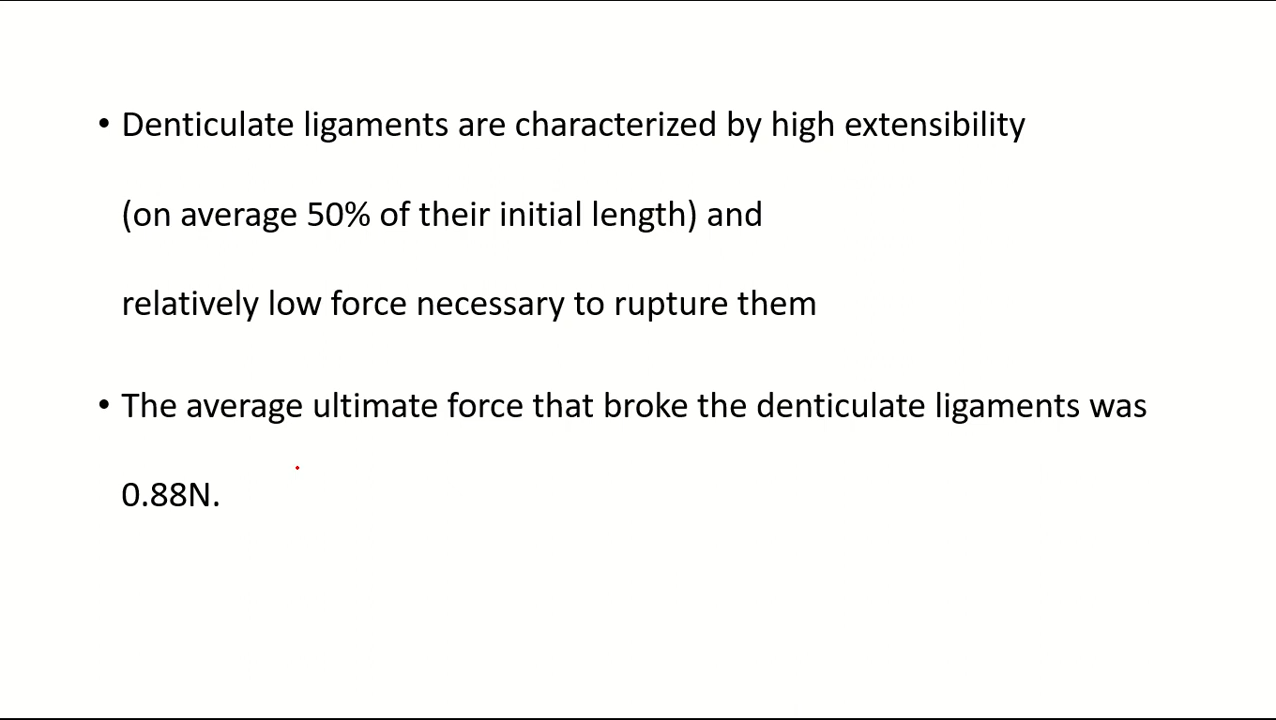 • Denticulate ligaments are characterized by high extensibility
(on average 50% of their initial length) and
relatively low force necessary to rupture them
• The average ultimate force that broke the denticulate ligaments was
0.88N.